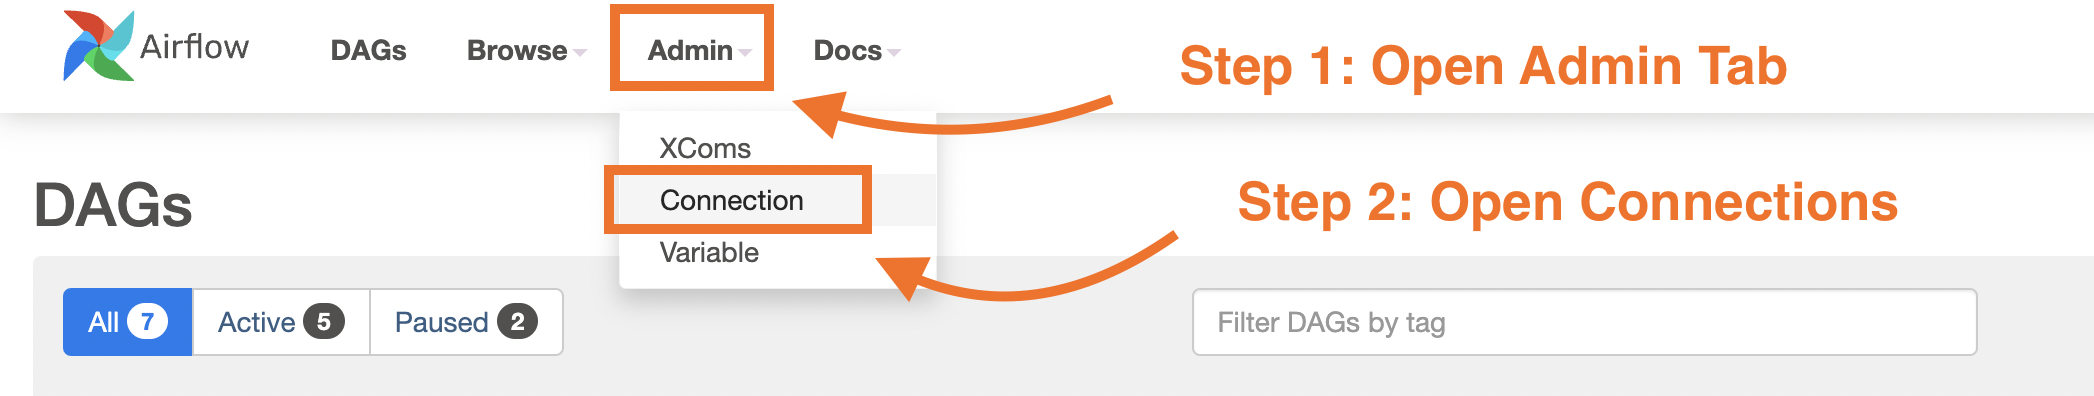 Airflow DAGs Browse Admin Docs
Step 1: Open Admin Tab
XComs
Connection
Variable
Step 2: Open Connections
DAGs
All 7 Active 5 Paused 2
Filter DAGs by tag